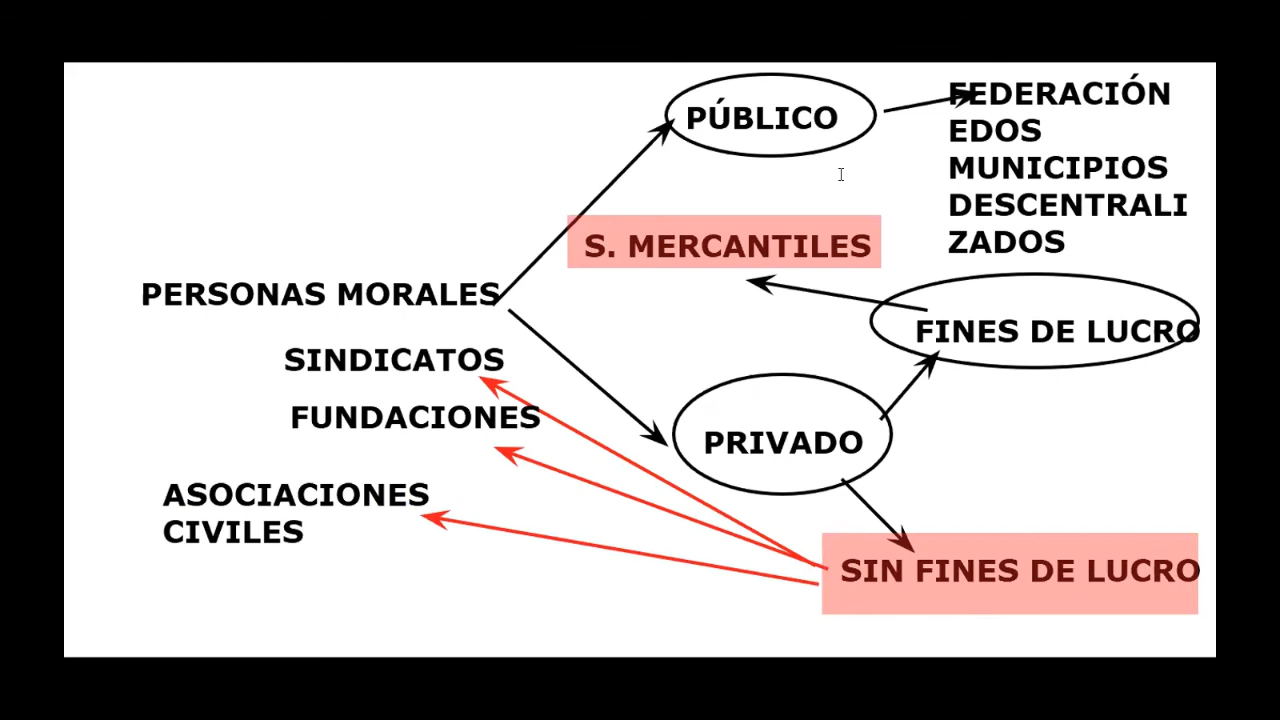 PÚBLICO
FEDERACIÓN
EDOS
MUNICIPIOS
DESCENTRALI
ZADOS
S. MERCANTILES
PERSONAS MORALES
FINES DE LUCRO
SINDICATOS
FUNDACIONES
PRIVADO
ASOCIACIONES
CIVILES
SIN FINES DE LUCRO